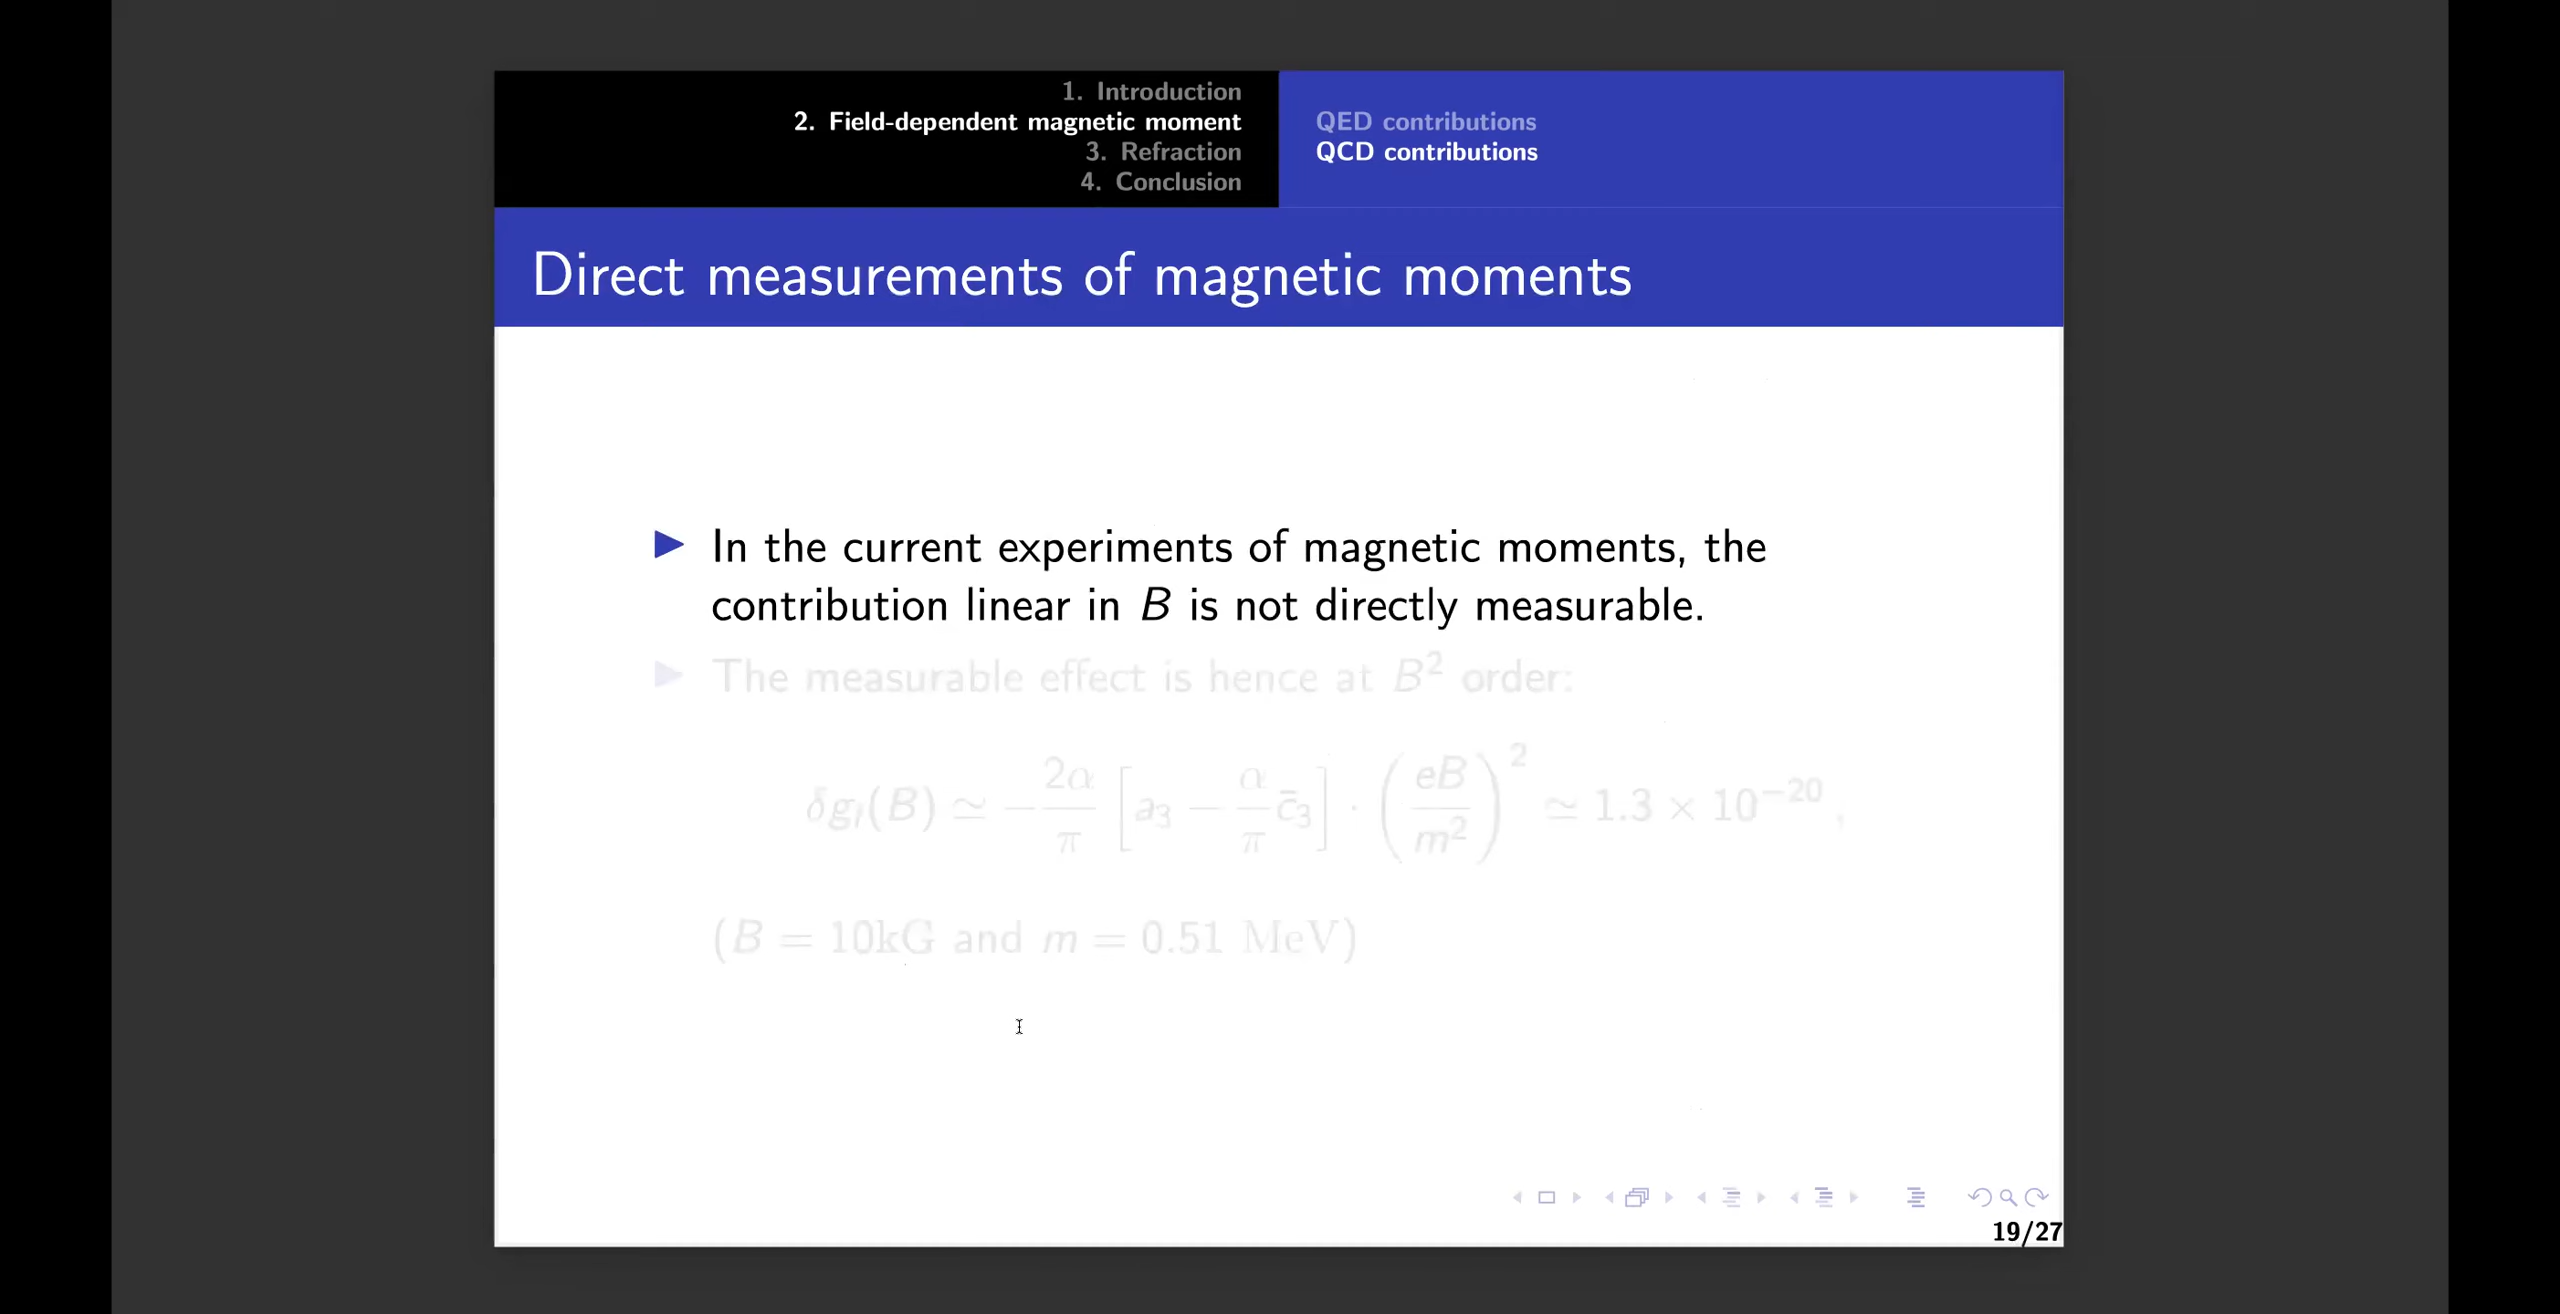 1. Introduction
2. Field-dependent magnetic moment
3. Refraction
4. Conclusion
QED contributions
QCD contributions
Direct measurements of magnetic moments
In the current experiments of magnetic moments, the
contribution linear in B is not directly measurable.
The measurable effect is hence at B² order:
δg_l(B) ≃ −2α/π [a₃ − α/π c̄₃] · (eB/m²)² ≃ 1.3 × 10⁻²⁰ ,
(B = 10kG and m = 0.51 MeV)
19/27